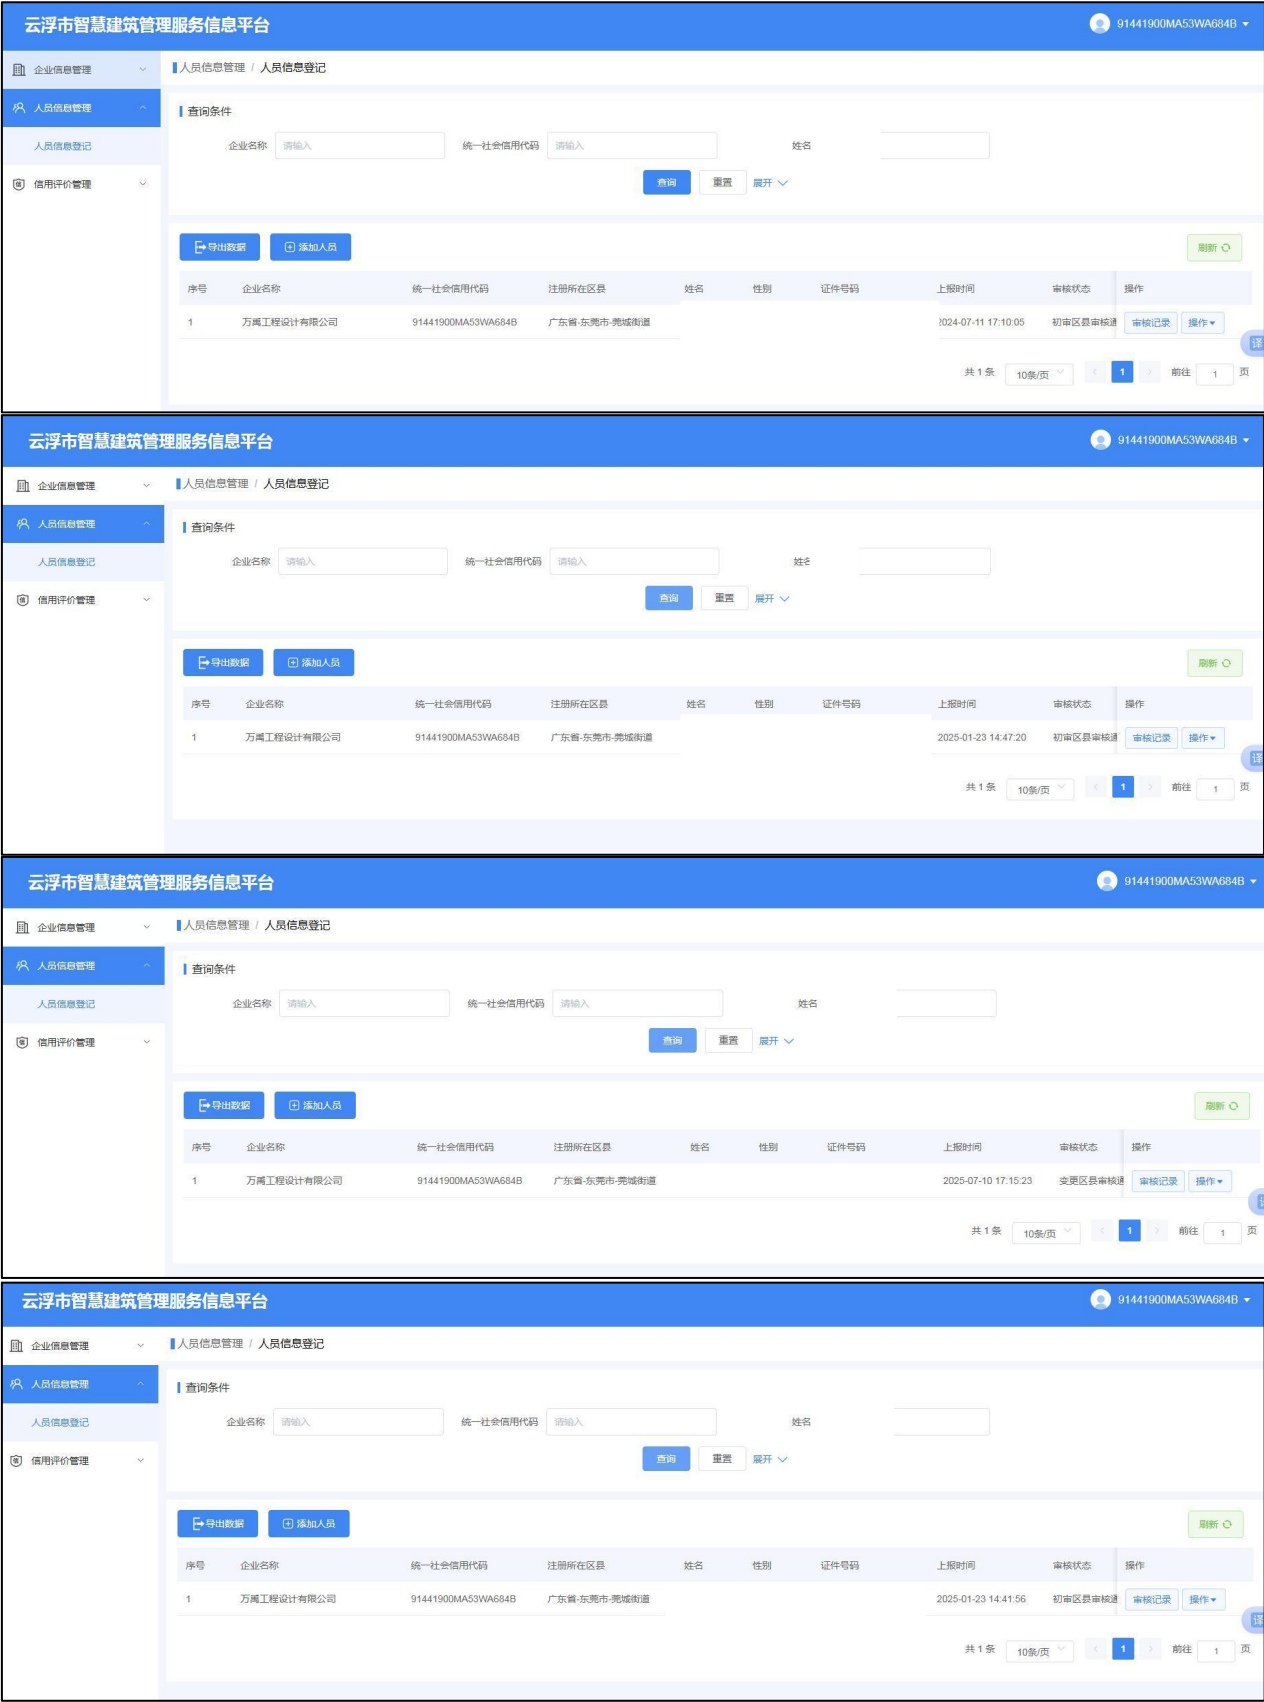 云浮市智慧建筑管理服务信息平台
91441900MA53WA684B
企业信息管理
人员信息管理 / 人员信息登记
人员信息管理
查询条件
人员信息登记
企业名称 请输入 统一社会信用代码 请输入 姓名
信用评价管理
查询 重置 展开
导出数据 添加人员 刷新
序号 企业名称 统一社会信用代码 注册所在区县 姓名 性别 证件号码 上报时间 审核状态 操作
1 万禹工程设计有限公司 91441900MA53WA684B 广东省-东莞市-莞城街道 2024-07-11 17:10:05 初审区县审核通 审核记录 操作
译
共 1 条 10条/页 1 前往 1 页
云浮市智慧建筑管理服务信息平台
91441900MA53WA684B
企业信息管理
人员信息管理 / 人员信息登记
人员信息管理
查询条件
人员信息登记
企业名称 请输入 统一社会信用代码 请输入 姓名
信用评价管理
查询 重置 展开
导出数据 添加人员 刷新
序号 企业名称 统一社会信用代码 注册所在区县 姓名 性别 证件号码 上报时间 审核状态 操作
1 万禹工程设计有限公司 91441900MA53WA684B 广东省-东莞市-莞城街道 2025-01-23 14:47:20 初审区县审核通 审核记录 操作
译
共 1 条 10条/页 1 前往 1 页
云浮市智慧建筑管理服务信息平台
91441900MA53WA684B
企业信息管理
人员信息管理 / 人员信息登记
人员信息管理
查询条件
人员信息登记
企业名称 请输入 统一社会信用代码 请输入 姓名
信用评价管理
查询 重置 展开
导出数据 添加人员 刷新
序号 企业名称 统一社会信用代码 注册所在区县 姓名 性别 证件号码 上报时间 审核状态 操作
1 万禹工程设计有限公司 91441900MA53WA684B 广东省-东莞市-莞城街道 2025-07-10 17:15:23 变更区县审核通 审核记录 操作
共 1 条 10条/页 1 前往 1 页
云浮市智慧建筑管理服务信息平台
91441900MA53WA684B
企业信息管理
人员信息管理 / 人员信息登记
人员信息管理
查询条件
人员信息登记
企业名称 请输入 统一社会信用代码 请输入 姓名
信用评价管理
查询 重置 展开
导出数据 添加人员 刷新
序号 企业名称 统一社会信用代码 注册所在区县 姓名 性别 证件号码 上报时间 审核状态 操作
1 万禹工程设计有限公司 91441900MA53WA684B 广东省-东莞市-莞城街道 2025-01-23 14:41:56 初审区县审核通 审核记录 操作
译
共 1 条 10条/页 1 前往 1 页